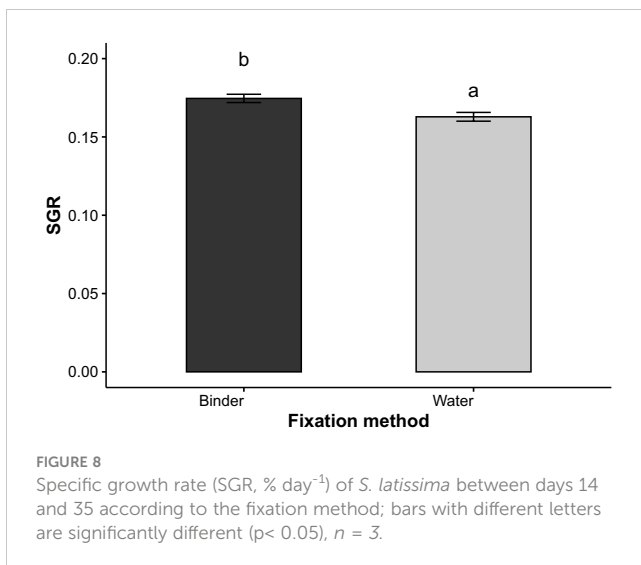 0.20
0.15
0.10
0.05
0.00
SGR
b
a
Binder
Water
Fixation method
FIGURE 8
Specific growth rate (SGR, % day-1) of S. latissima between days 14
and 35 according to the fixation method; bars with different letters
are significantly different (p< 0.05), n = 3.